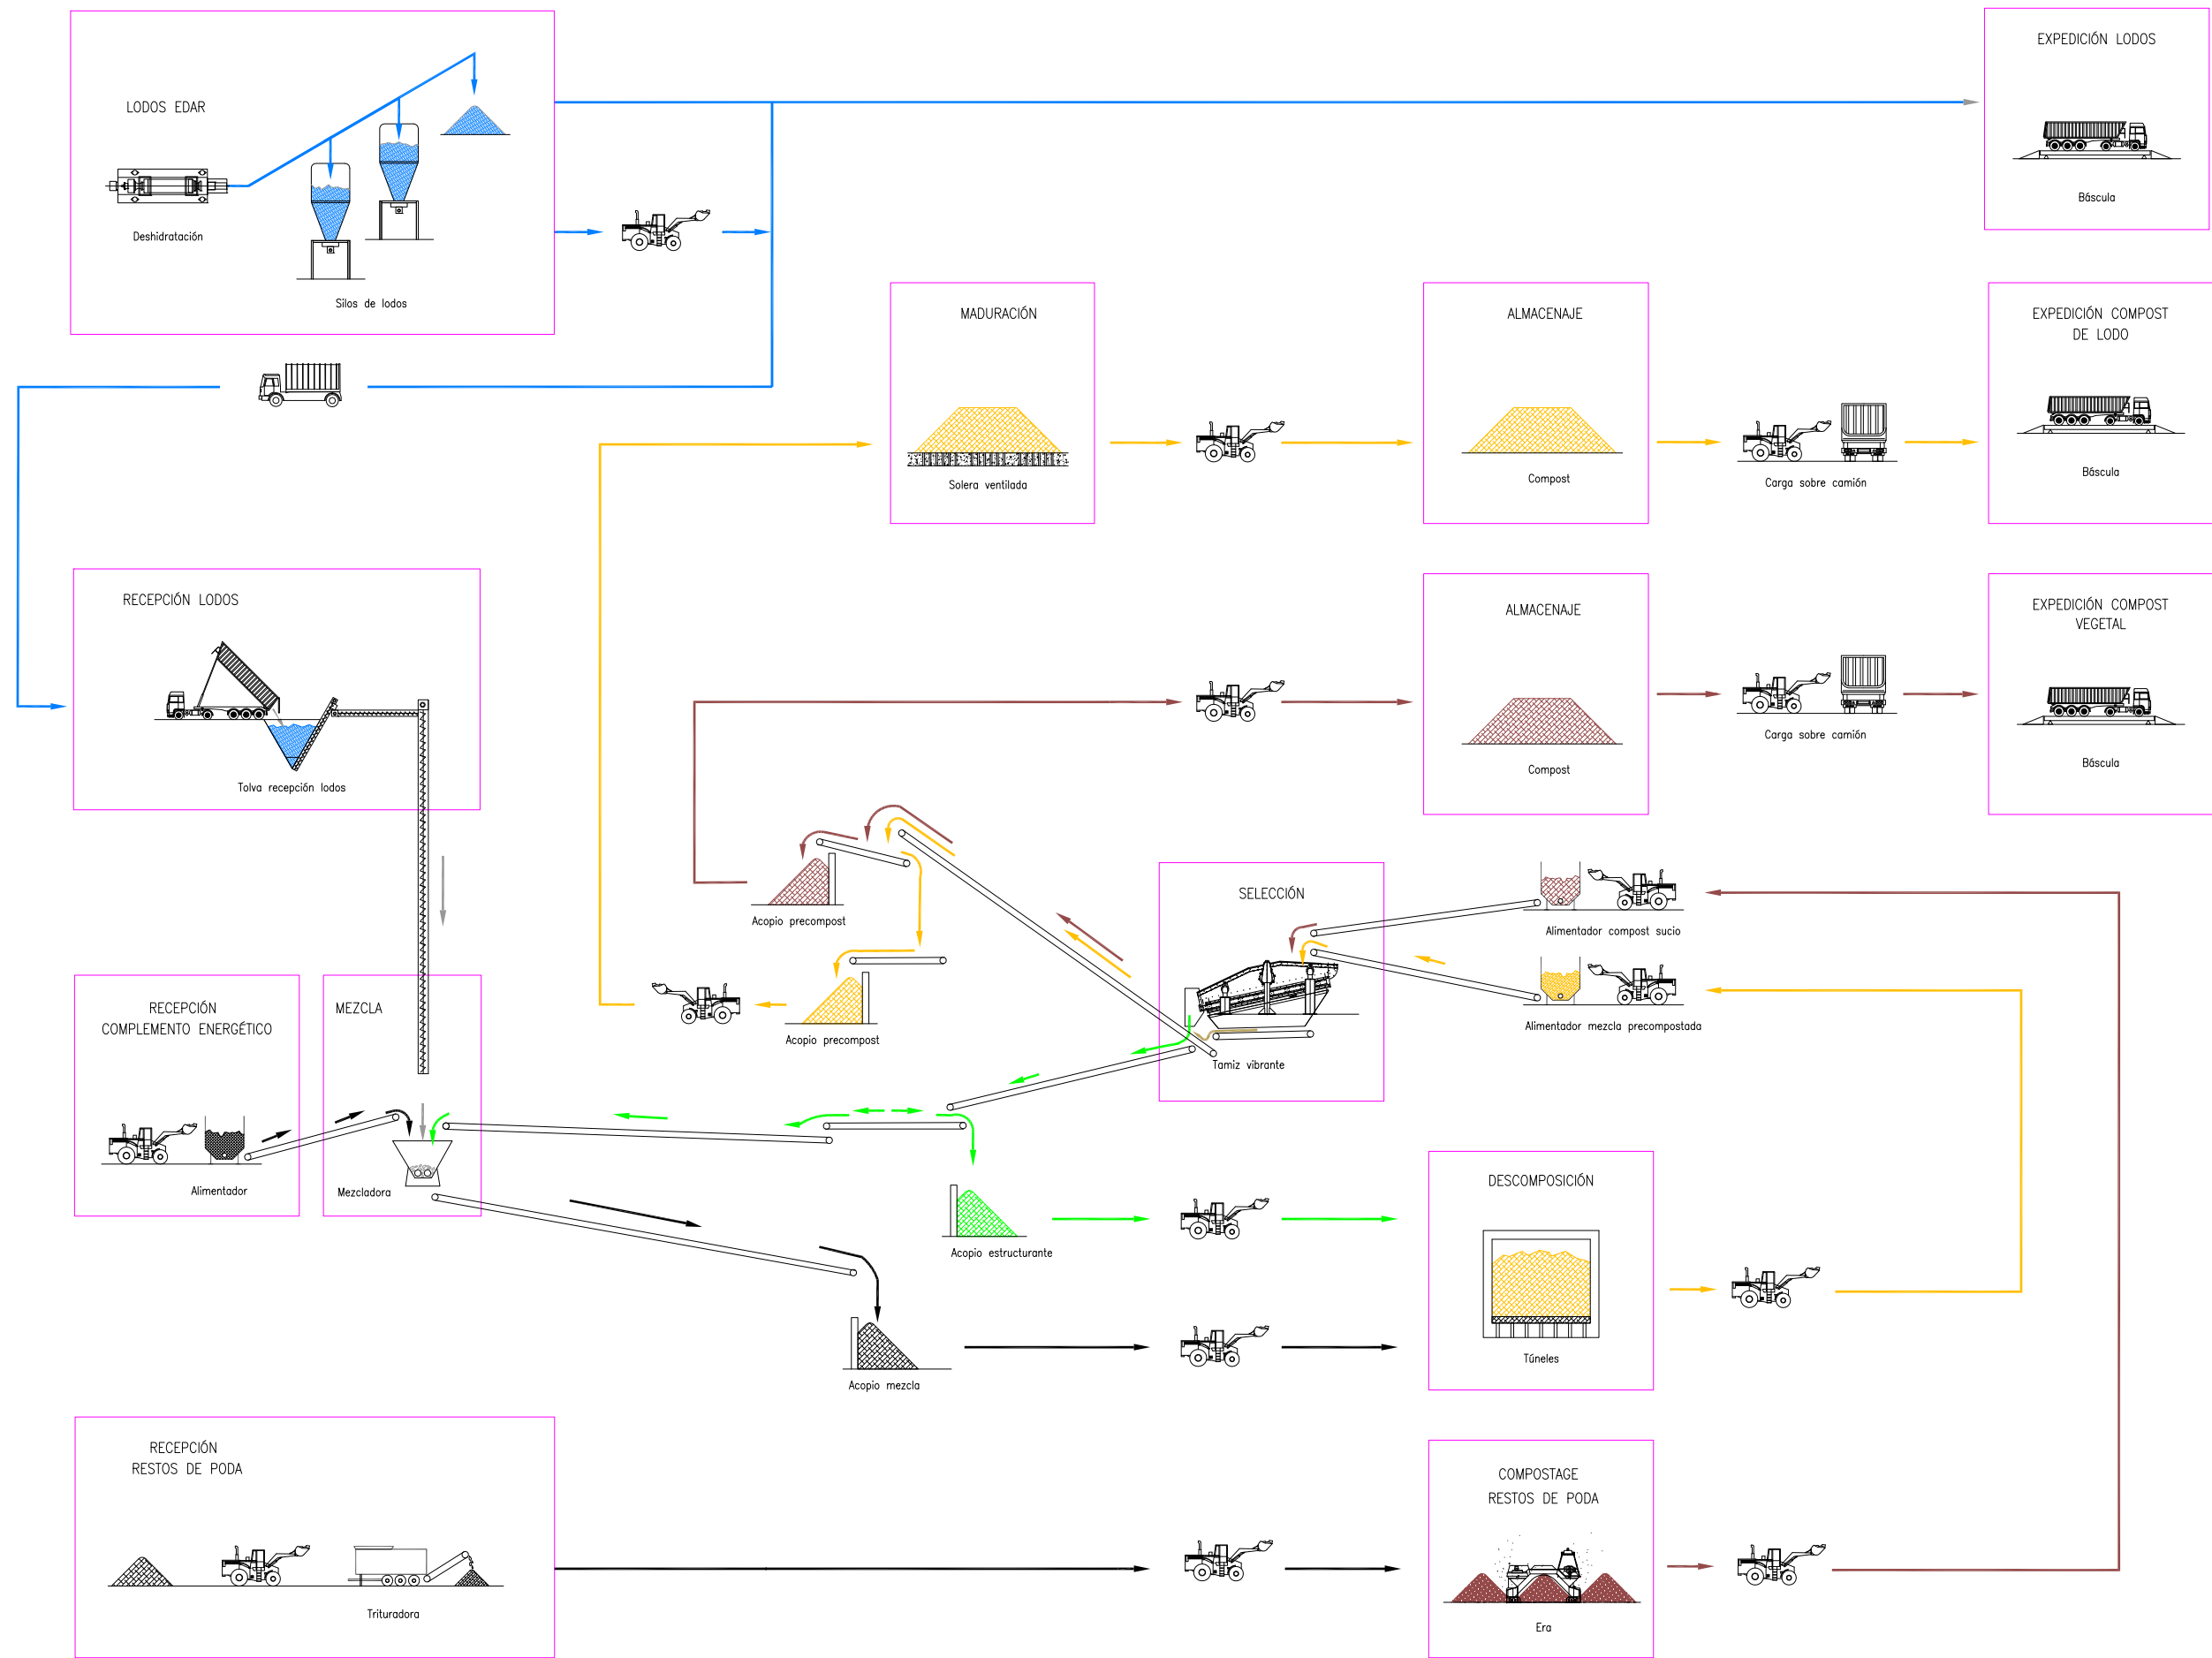 LODOS EDAR
Deshidratación
Silos de lodos
EXPEDICIÓN LODOS
Báscula
MADURACIÓN
Solera ventilada
ALMACENAJE
Compost
Carga sobre camión
EXPEDICIÓN COMPOST
DE LODO
Báscula
RECEPCIÓN LODOS
Tolva recepción lodos
ALMACENAJE
Compost
Carga sobre camión
EXPEDICIÓN COMPOST
VEGETAL
Báscula
Acopio precompost
SELECCIÓN
Tamiz vibrante
Alimentador compost sucio
Alimentador mezcla precompostada
Acopio precompost
RECEPCIÓN
COMPLEMENTO ENERGÉTICO
Alimentador
MEZCLA
Mezcladora
Acopio estructurante
DESCOMPOSICIÓN
Túneles
Acopio mezcla
RECEPCIÓN
RESTOS DE PODA
Trituradora
COMPOSTAGE
RESTOS DE PODA
Era